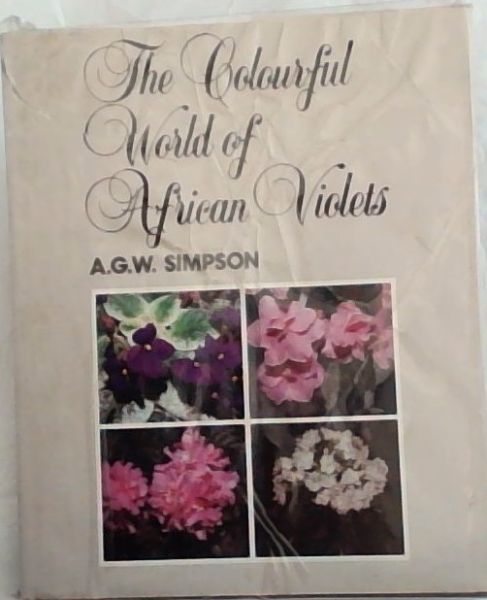 The Colourful
World of
African Violets
A.G.W. SIMPSON